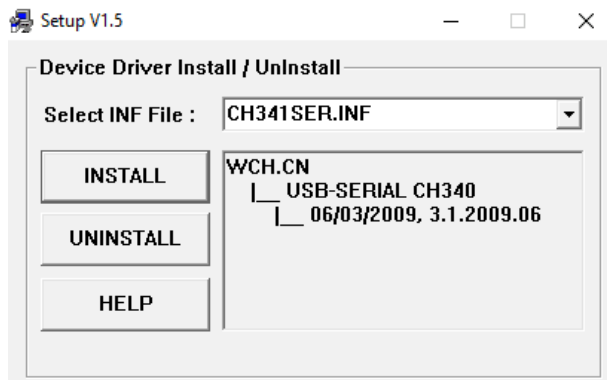 Setup V1.5
Device Driver Install / UnInstall
Select INF File : CH341SER.INF
INSTALL
UNINSTALL
HELP
WCH.CN
|__ USB-SERIAL CH340
|__ 06/03/2009, 3.1.2009.06